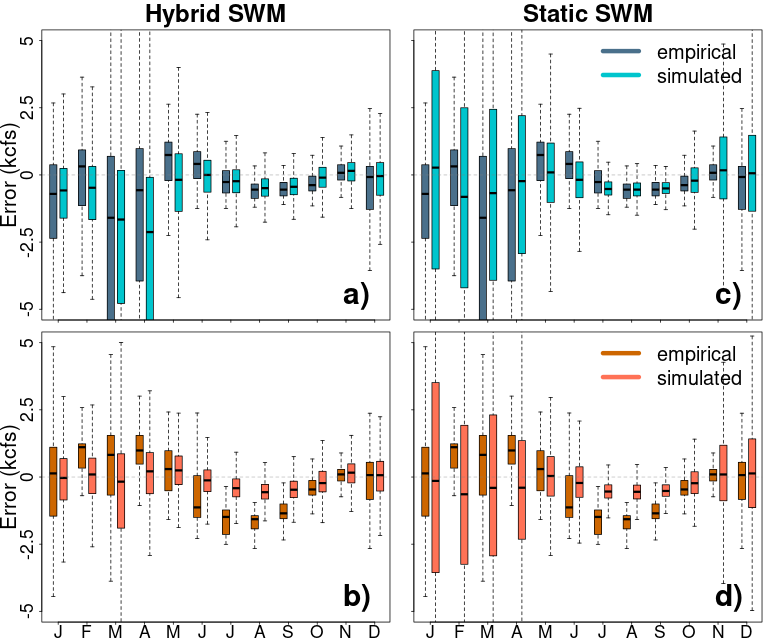 Hybrid SWM
Static SWM
5
2.5
0
-2.5
-5
Error (kcfs)
a)
empirical
simulated
c)
5
2.5
0
-2.5
-5
Error (kcfs)
b)
empirical
simulated
d)
J F M A M J J A S O N D
J F M A M J J A S O N D